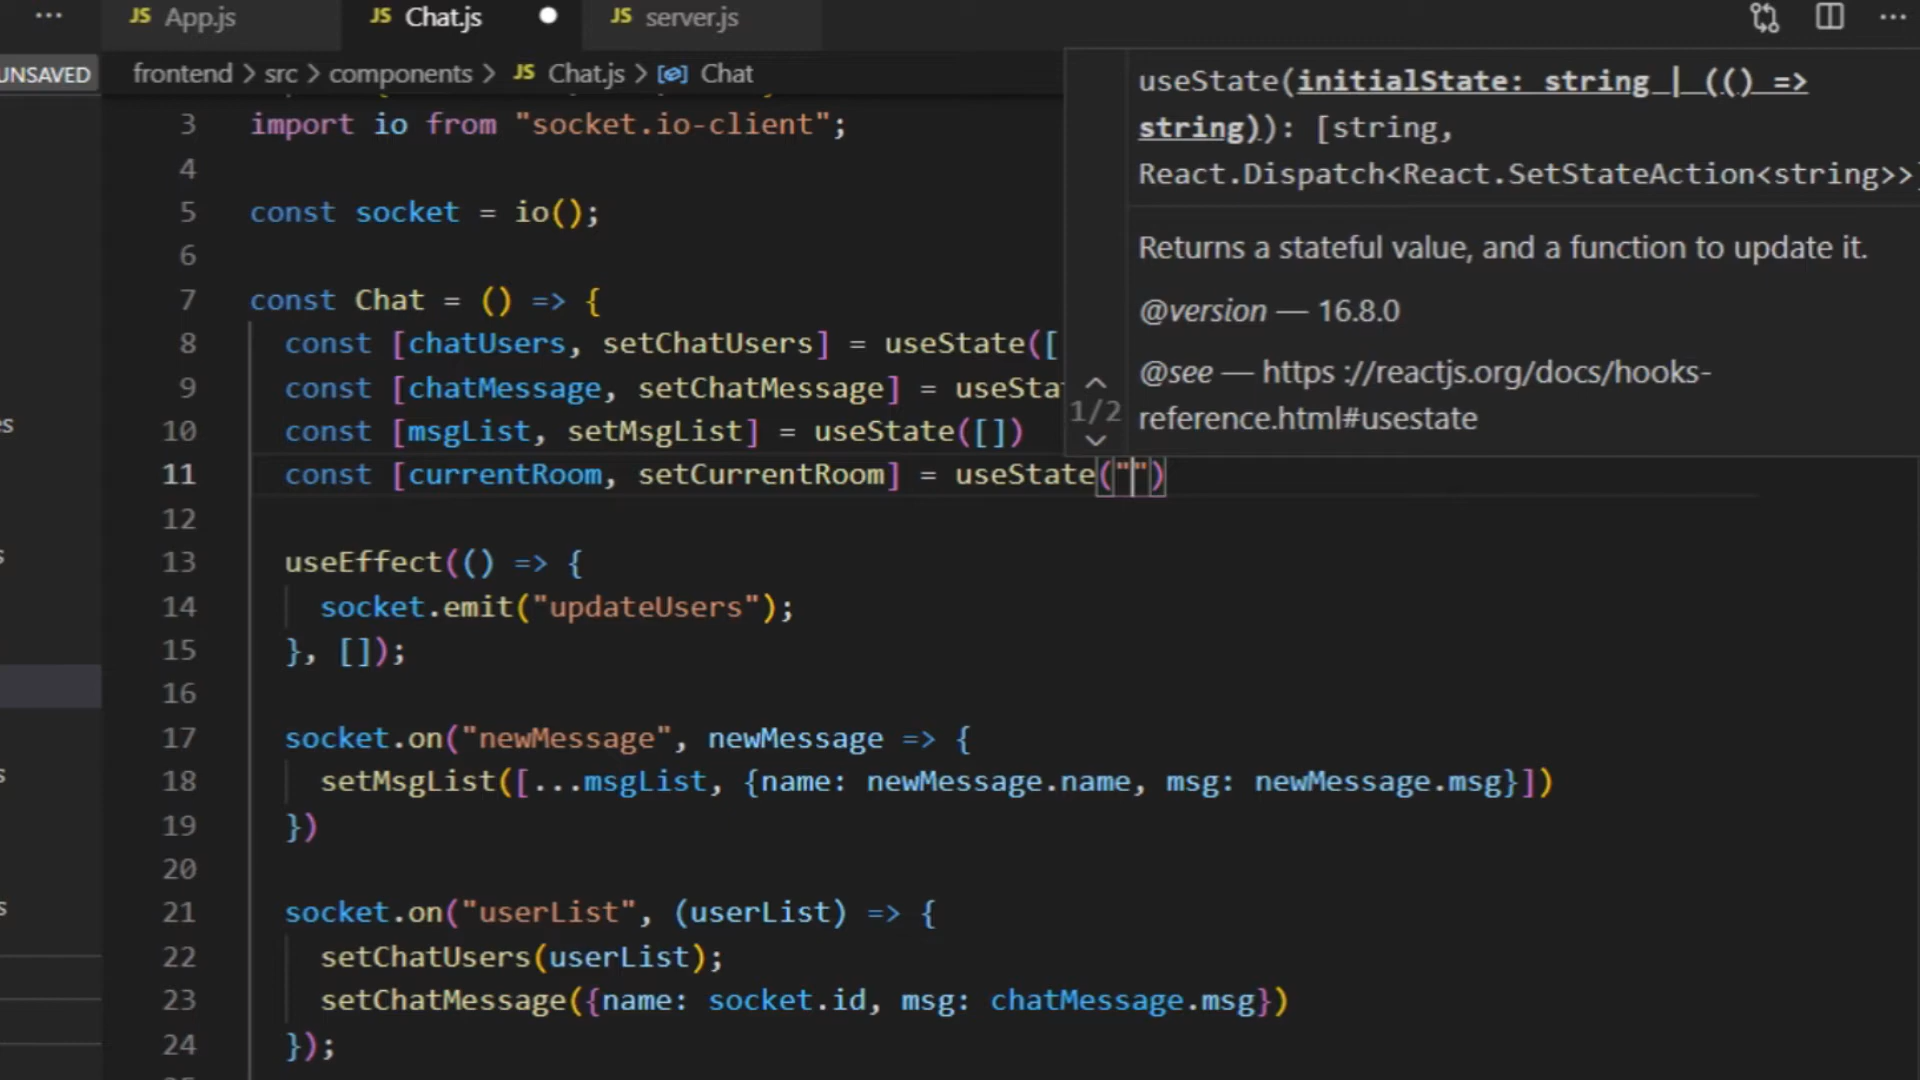 JS App.js
JS Chat.js
JS server.js
UNSAVED
frontend > src > components > JS Chat.js > Chat
3 import io from "socket.io-client";
4
5 const socket = io();
6
7 const Chat = () => {
8 const [chatUsers, setChatUsers] = useState([
9 const [chatMessage, setChatMessage] = useSta
10 const [msgList, setMsgList] = useState([])
11 const [currentRoom, setCurrentRoom] = useState("")
12
13 useEffect(() => {
14 socket.emit("updateUsers");
15 }, []);
16
17 socket.on("newMessage", newMessage => {
18 setMsgList([...msgList, {name: newMessage.name, msg: newMessage.msg}])
19 })
20
21 socket.on("userList", (userList) => {
22 setChatUsers(userList);
23 setChatMessage({name: socket.id, msg: chatMessage.msg})
24 });
useState(initialState: string | (() =>
string)): [string,
React.Dispatch<React.SetStateAction<string>>]
Returns a stateful value, and a function to update it.
@version — 16.8.0
@see — https ://reactjs.org/docs/hooks-
reference.html#usestate
1/2